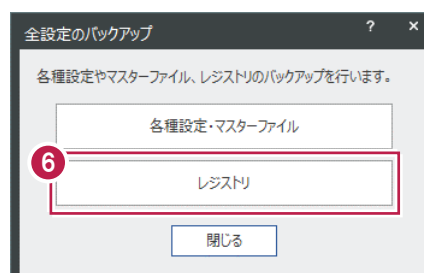 全設定のバックアップ ? ×
各種設定やマスターファイル、レジストリのバックアップを行います。
各種設定・マスターファイル
6
レジストリ
閉じる